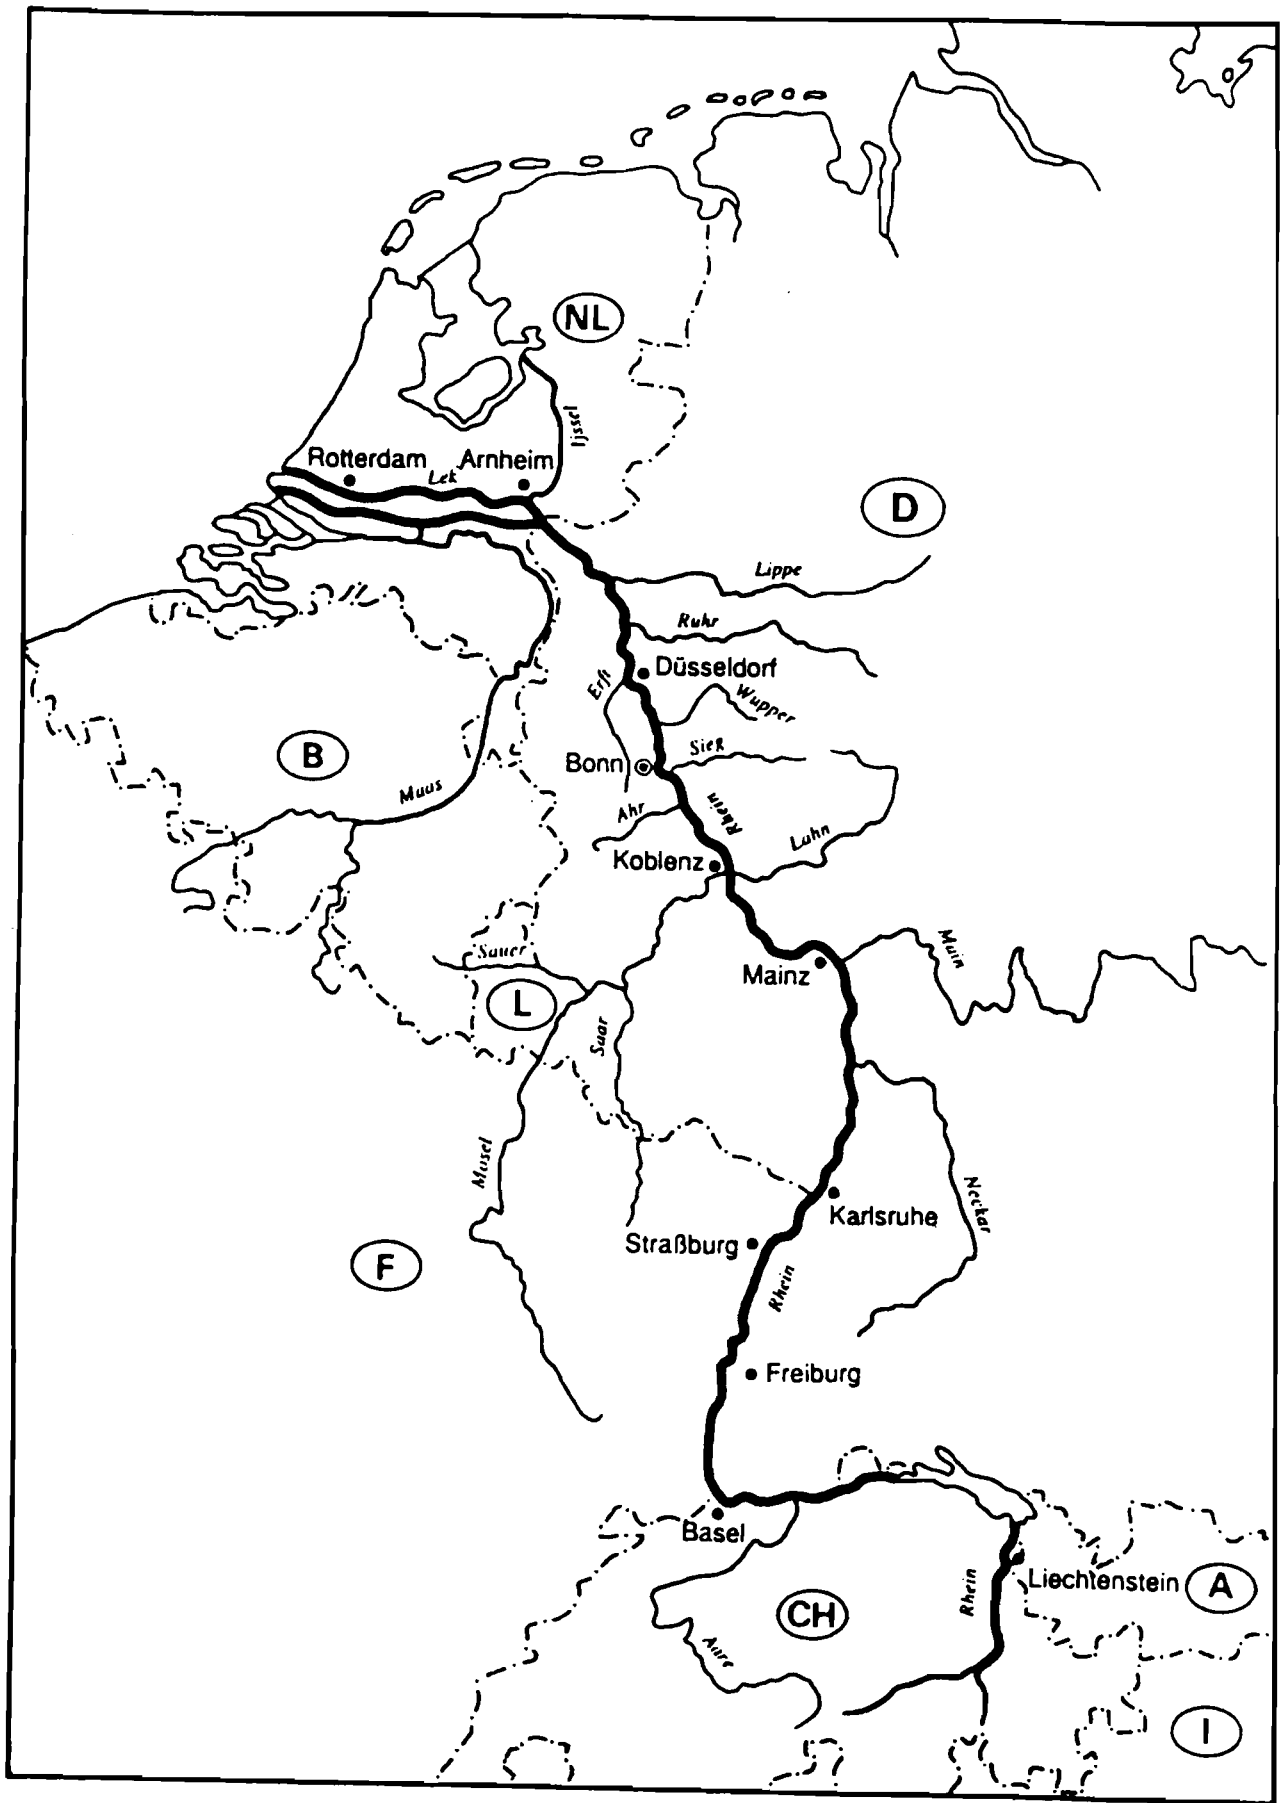 NL
Ijssel
Rotterdam
Lek
Arnheim
D
Lippe
Ruhr
Düsseldorf
Erft
Wupper
B
Bonn
Sieg
Maas
Ahr
Rhein
Lahn
Koblenz
Sauer
Main
Mainz
L
Saar
Mosel
Neckar
Karlsruhe
Straßburg
F
Rhein
Freiburg
Basel
Liechtenstein
A
Rhein
CH
Aare
I